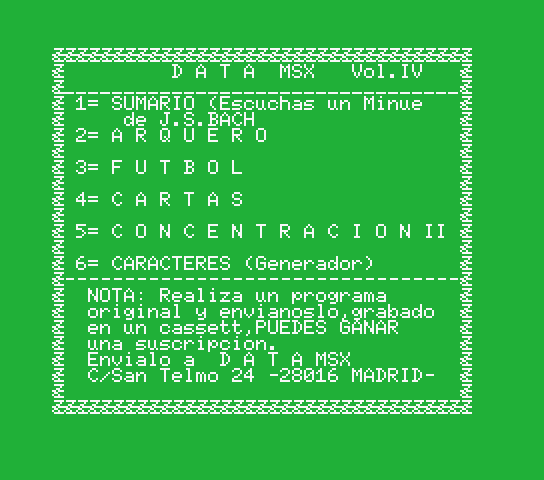 D A T A  MSX   Vol.IV
1= SUMARIO (Escuchas un Minue
de J.S.BACH
2= A R Q U E R O
3= F U T B O L
4= C A R T A S
5= C O N C E N T R A C I O N II
6= CARACTERES (Generador)
NOTA: Realiza un programa
original y envianoslo,grabado
en un cassett,PUEDES GANAR
una suscripcion.
Envialo a  D A T A MSX
C/San Telmo 24 -28016 MADRID-